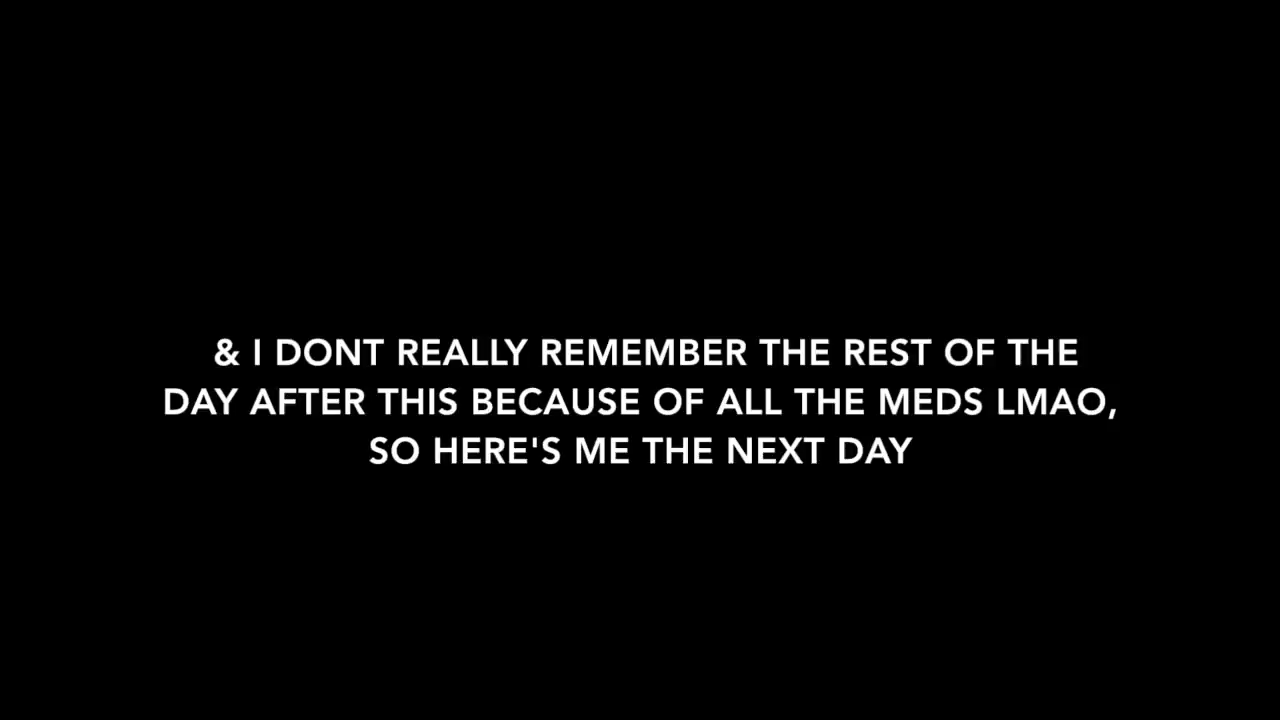 & I DONT REALLY REMEMBER THE REST OF THE
DAY AFTER THIS BECAUSE OF ALL THE MEDS LMAO,
SO HERE'S ME THE NEXT DAY